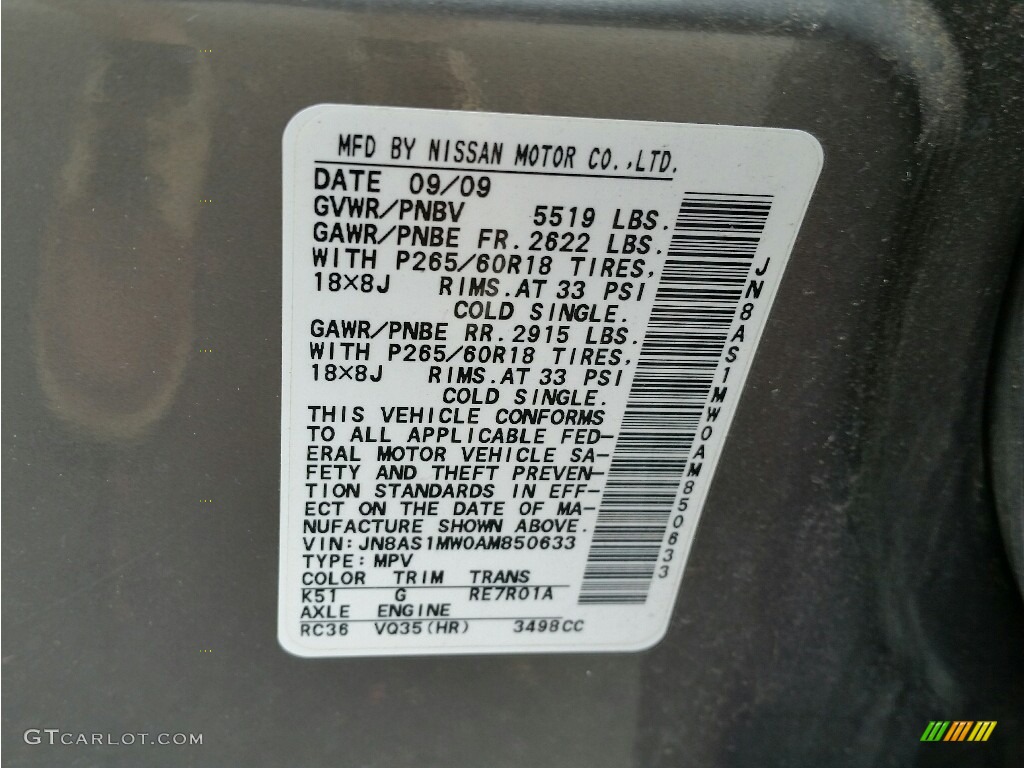 MFD BY NISSAN MOTOR CO.,LTD.
DATE 09/09
GVWR/PNBV 5519 LBS.
GAWR/PNBE FR. 2622 LBS.
WITH P265/60R18 TIRES,
18×8J RIMS. AT 33 PSI
COLD SINGLE.
GAWR/PNBE RR. 2915 LBS.
WITH P265/60R18 TIRES,
18×8J RIMS. AT 33 PSI
COLD SINGLE.
THIS VEHICLE CONFORMS
TO ALL APPLICABLE FED-
ERAL MOTOR VEHICLE SA-
FETY AND THEFT PREVEN-
TION STANDARDS IN EFF-
ECT ON THE DATE OF MA-
NUFACTURE SHOWN ABOVE.
VIN: JN8AS1MW0AM850633
TYPE: MPV
COLOR TRIM TRANS
K51 G RE7R01A
AXLE ENGINE
RC36 VQ35(HR) 3498CC
JN8AS1MW0AM850633
GTCARLOT.COM